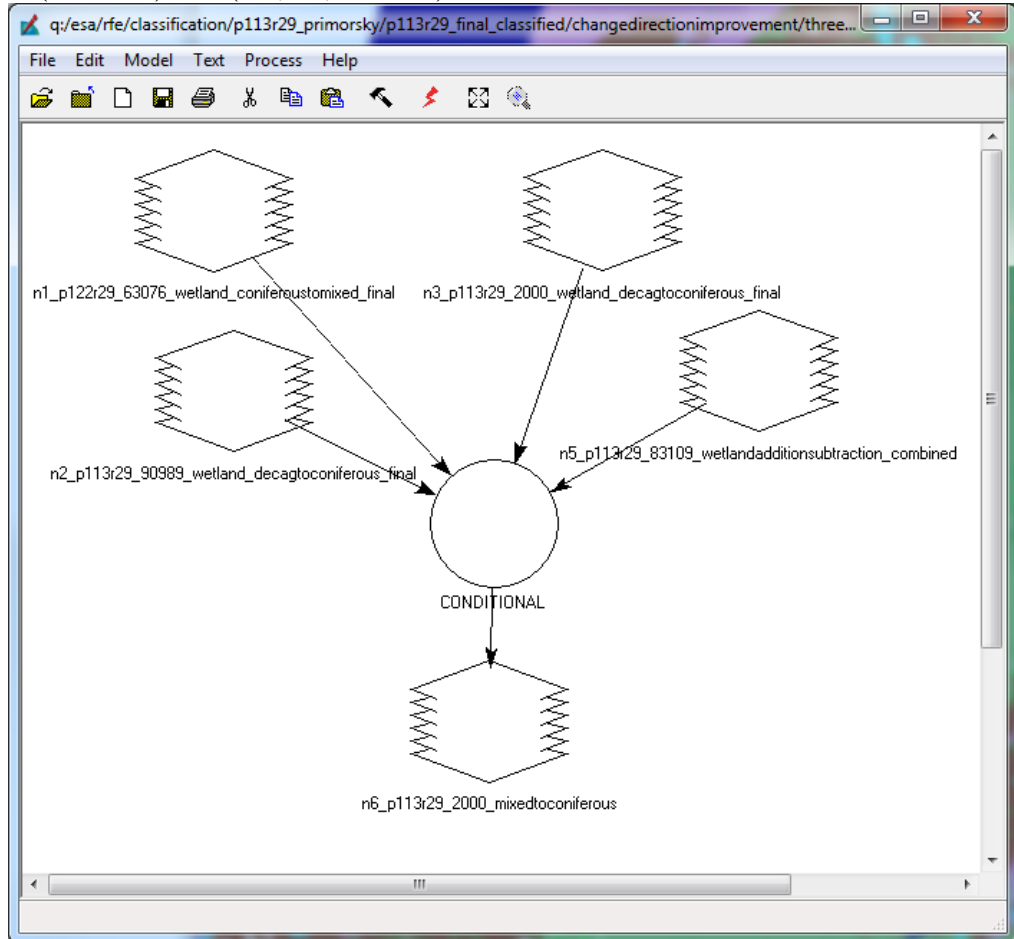 q:/esa/rfe/classification/p113r29_primorsky/p113r29_final_classified/changedirectionimprovement/three...
File Edit Model Text Process Help
n1_p122r29_63076_wetland_coniferoustomixed_final
n3_p113r29_2000_wetland_decagtoconiferous_final
n2_p113r29_90989_wetland_decagtoconiferous_final
n5_p113r29_83109_wetlandadditionsubtraction_combined
CONDITIONAL
n6_p113r29_2000_mixedtoconiferous